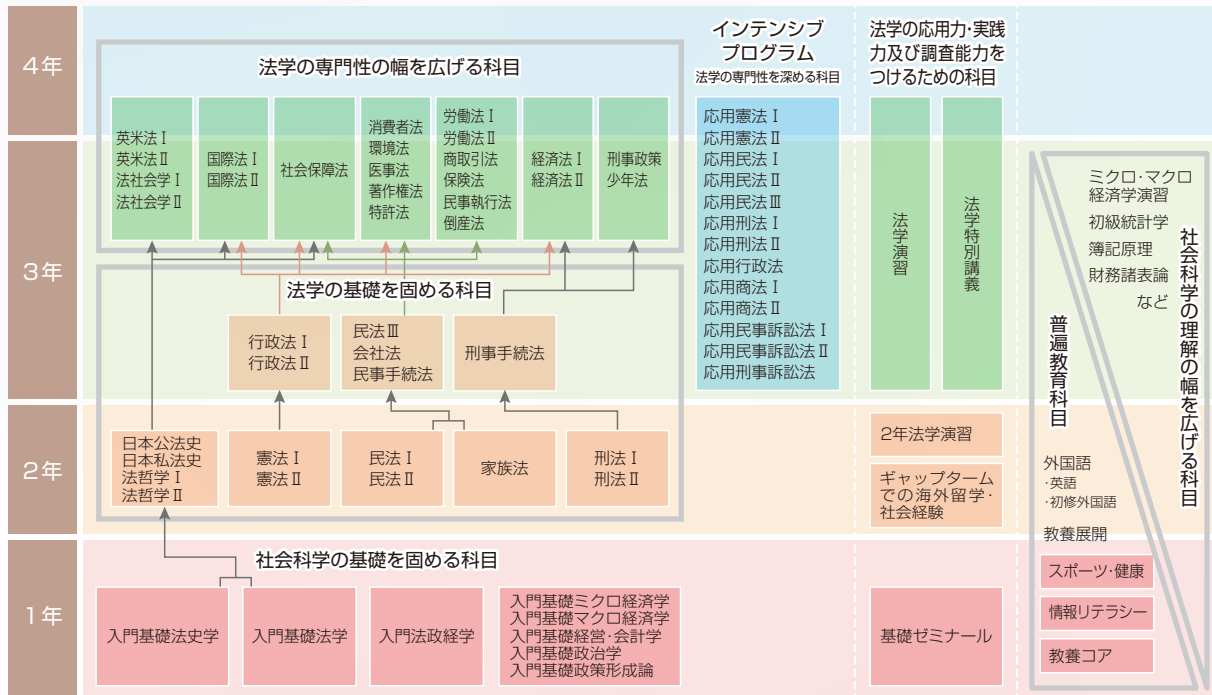 4年
法学の専門性の幅を広げる科目
英米法Ⅰ
英米法Ⅱ
法社会学Ⅰ
法社会学Ⅱ
国際法Ⅰ
国際法Ⅱ
社会保障法
消費者法
環境法
医事法
著作権法
特許法
労働法Ⅰ
労働法Ⅱ
商取引法
保険法
民事執行法
倒産法
経済法Ⅰ
経済法Ⅱ
刑事政策
少年法
インテンシブ
プログラム
法学の専門性を深める科目
応用憲法Ⅰ
応用憲法Ⅱ
応用民法Ⅰ
応用民法Ⅱ
応用民法Ⅲ
応用刑法Ⅰ
応用刑法Ⅱ
応用行政法
応用商法Ⅰ
応用商法Ⅱ
応用民事訴訟法Ⅰ
応用民事訴訟法Ⅱ
応用刑事訴訟法
法学の応用力・実践
力及び調査能力を
つけるための科目
法学演習
法学特別講義
3年
法学の基礎を固める科目
行政法Ⅰ
行政法Ⅱ
民法Ⅲ
会社法
民事手続法
刑事手続法
ミクロ・マクロ
経済学演習
初級統計学
簿記原理
財務諸表論
など
社会科学の理解の幅を広げる科目
普遍教育科目
2年
日本公法史
日本私法史
法哲学Ⅰ
法哲学Ⅱ
憲法Ⅰ
憲法Ⅱ
民法Ⅰ
民法Ⅱ
家族法
刑法Ⅰ
刑法Ⅱ
2年法学演習
ギャップターム
での海外留学・
社会経験
外国語
・英語
・初修外国語
教養展開
1年
社会科学の基礎を固める科目
入門基礎法史学
入門基礎法学
入門法政経学
入門基礎ミクロ経済学
入門基礎マクロ経済学
入門基礎経営・会計学
入門基礎政治学
入門基礎政策形成論
基礎ゼミナール
スポーツ・健康
情報リテラシー
教養コア